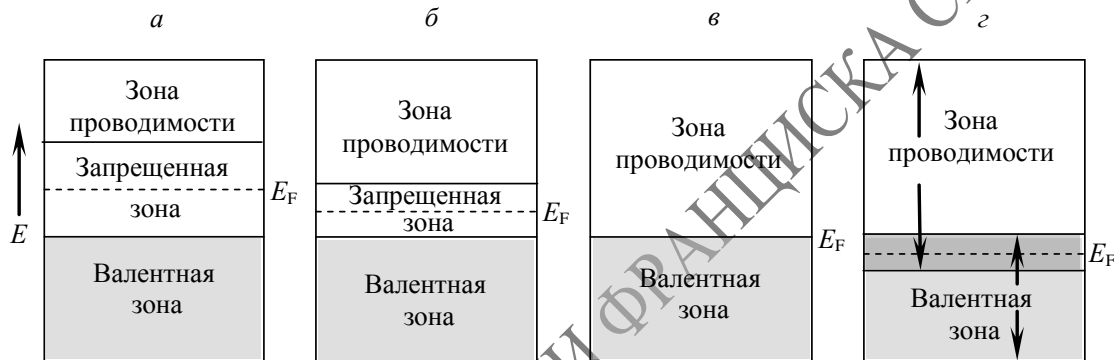 а
Зона
проводимости
Запрещенная
зона
E
Валентная
зона
E_F
б
Зона
проводимости
Запрещенная
зона
Валентная
зона
E_F
в
Зона
проводимости
Валентная
зона
E_F
г
Зона
проводимости
Валентная
зона
E_F
И ФРАНЦИСКА